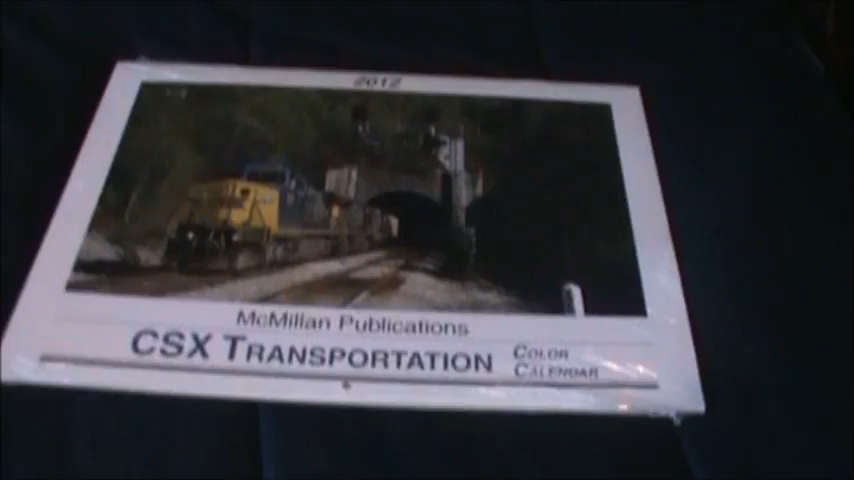 2012
McMillan Publications
CSX TRANSPORTATION
COLOR
CALENDAR